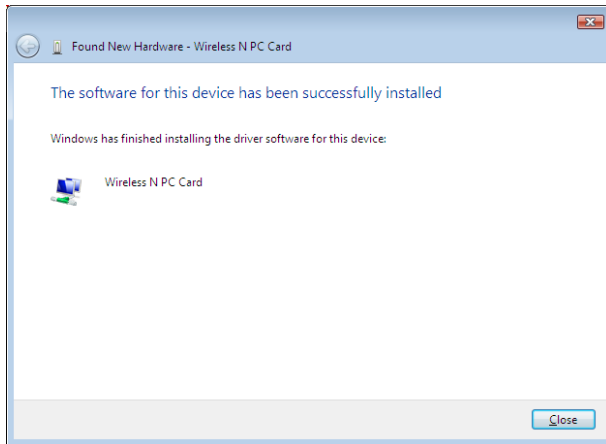 Found New Hardware - Wireless N PC Card
The software for this device has been successfully installed
Windows has finished installing the driver software for this device:
Wireless N PC Card
Close